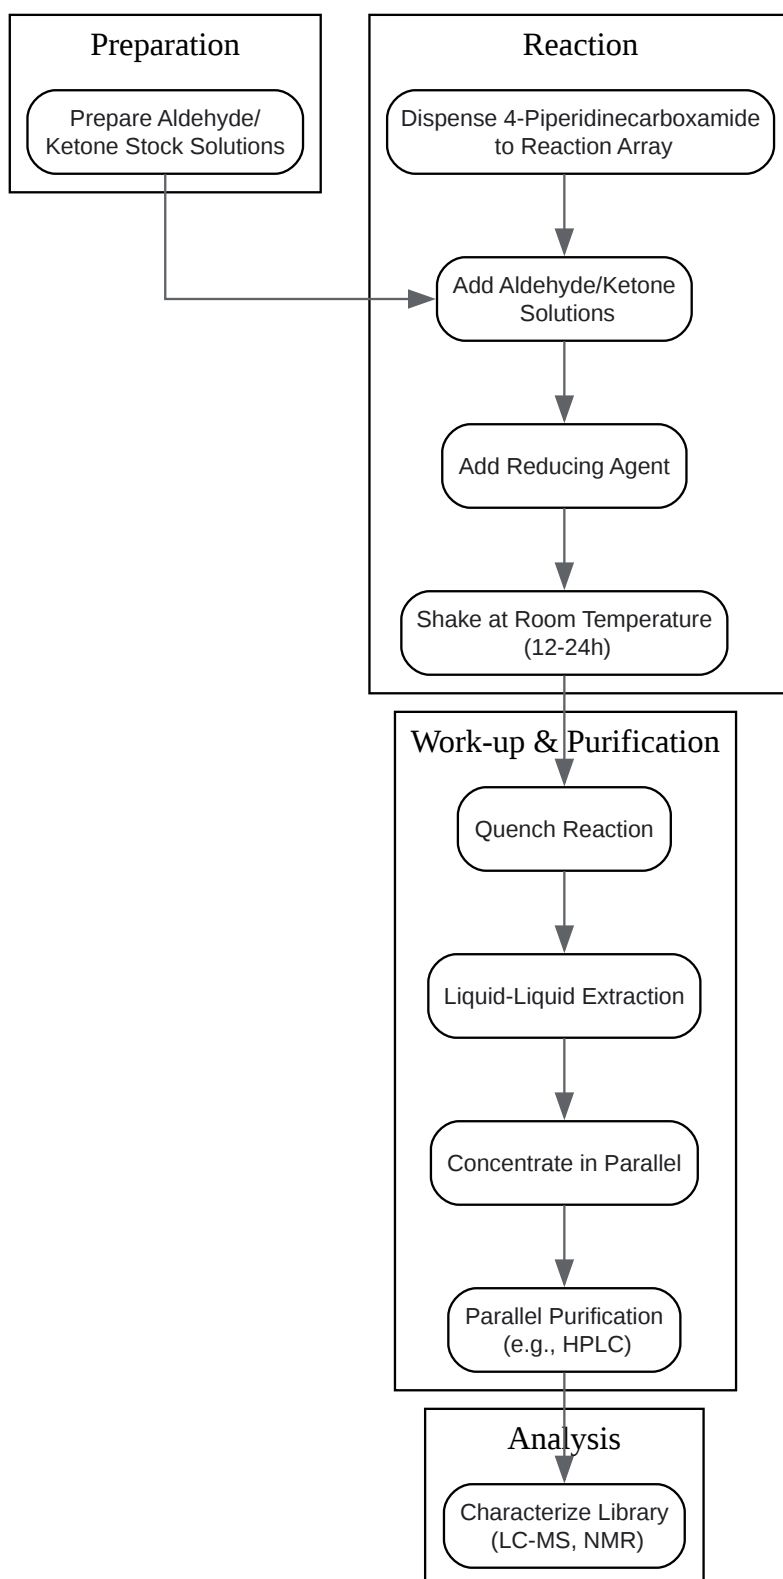 Preparation
Prepare Aldehyde/
Ketone Stock Solutions
Reaction
Dispense 4-Piperidinecarboxamide
to Reaction Array
Add Aldehyde/Ketone
Solutions
Add Reducing Agent
Shake at Room Temperature
(12-24h)
Work-up & Purification
Quench Reaction
Liquid-Liquid Extraction
Concentrate in Parallel
Parallel Purification
(e.g., HPLC)
Analysis
Characterize Library
(LC-MS, NMR)